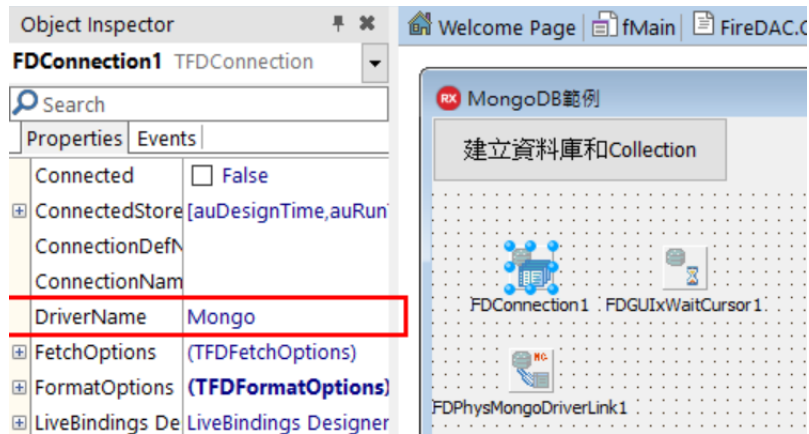 Object Inspector
FDConnection1 TFDConnection
Search
Properties Events
Connected False
ConnectedStore [auDesignTime,auRun
ConnectionDefN
ConnectionNam
DriverName Mongo
FetchOptions (TFDFetchOptions)
FormatOptions (TFDFormatOptions)
LiveBindings De LiveBindings Designer
Welcome Page fMain FireDAC.C
RX MongoDB範例
建立資料庫和Collection
FDConnection1 FDGUIxWaitCursor1
MG
FDPhysMongoDriverLink1